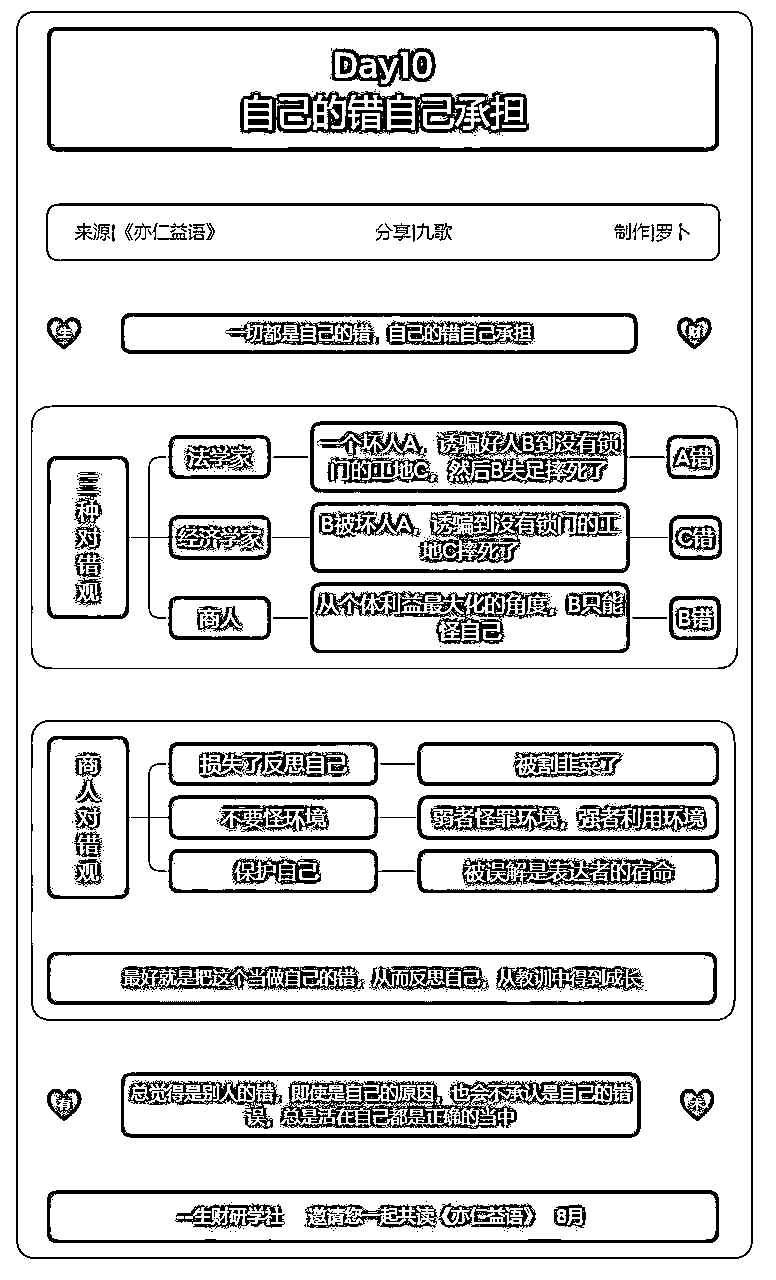 Day10
自己的错自己承担
来源|《亦仁益语》 分享|九歌 制作|罗卜
生 一切都是自己的错，自己的错自己承担 财
三种对错观
法学家 一个坏人A，诱骗好人B到没有锁
门的工地C，然后B失足摔死了 A错
经济学家 B被坏人A，诱骗到没有锁门的工
地C摔死了 C错
商人 从个体利益最大化的角度，B只能
怪自己 B错
商人对错观
损失了反思自己 被割韭菜了
不要怪环境 弱者怪罪环境，强者利用环境
保护自己 被误解是表达者的宿命
最好就是把这个当做自己的错，从而反思自己，从教训中得到成长
有 总觉得是别人的错，即使是自己的原因，也会不承认是自己的错
误，总是活在自己都是正确的当中
—生财研学社 邀请您一起共读《亦仁益语》 8月